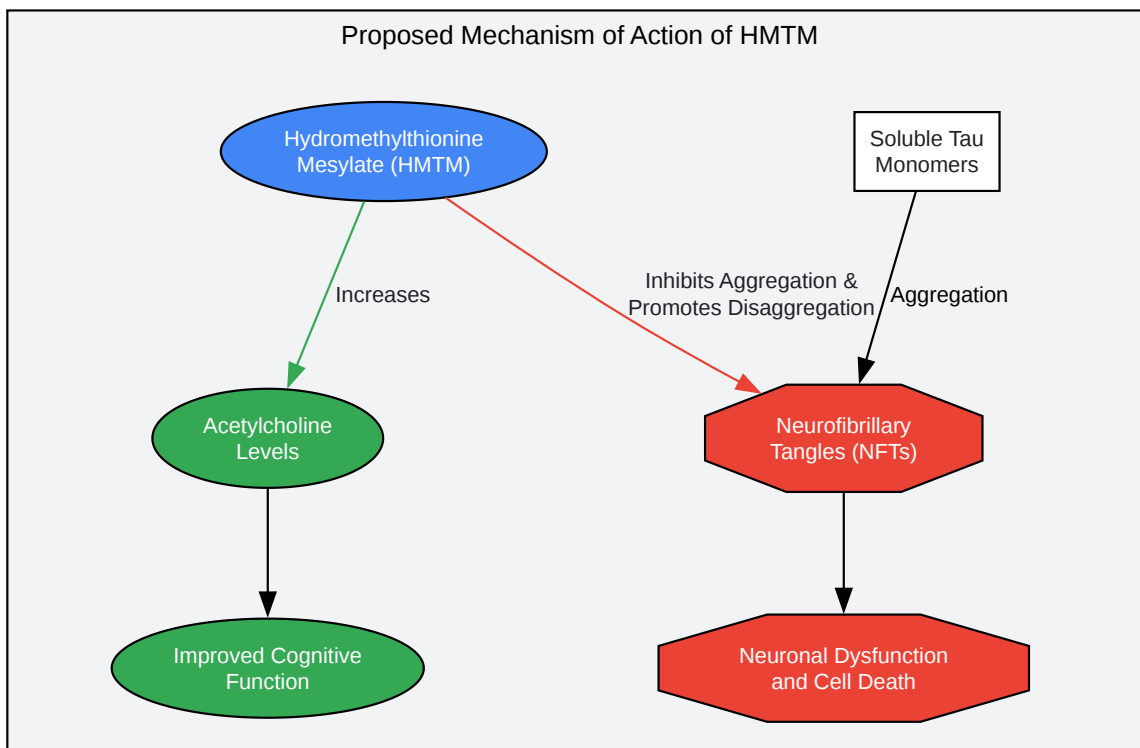 Proposed Mechanism of Action of HMTM
Hydromethylthionine
Mesylate (HMTM)
Soluble Tau
Monomers
Increases
Inhibits Aggregation &
Promotes Disaggregation
Aggregation
Acetylcholine
Levels
Neurofibrillary
Tangles (NFTs)
Improved Cognitive
Function
Neuronal Dysfunction
and Cell Death